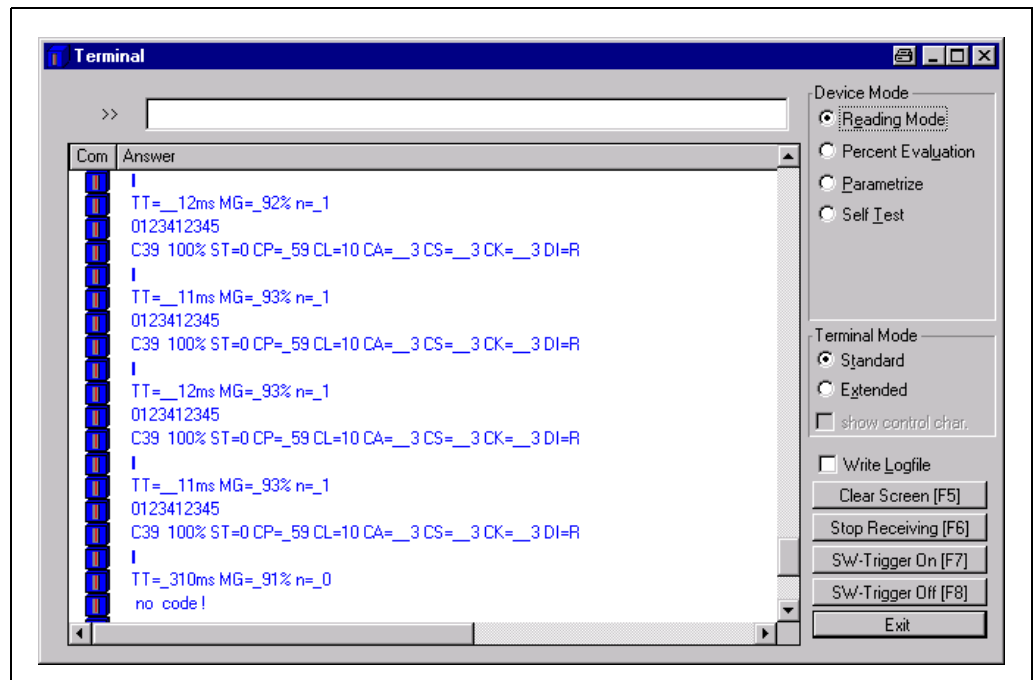 Terminal
>>
Com Answer
I
TT=__12ms MG=_92% n=_1
0123412345
C39 100% ST=0 CP=_59 CL=10 CA=__3 CS=__3 CK=__3 DI=R
I
TT=__11ms MG=_93% n=_1
0123412345
C39 100% ST=0 CP=_59 CL=10 CA=__3 CS=__3 CK=__3 DI=R
I
TT=__12ms MG=_93% n=_1
0123412345
C39 100% ST=0 CP=_59 CL=10 CA=__3 CS=__3 CK=__3 DI=R
I
TT=__11ms MG=_93% n=_1
0123412345
C39 100% ST=0 CP=_59 CL=10 CA=__3 CS=__3 CK=__3 DI=R
I
TT=_310ms MG=_91% n=_0
no code!
Device Mode
Reading Mode
Percent Evaluation
Parametrize
Self Test
Terminal Mode
Standard
Extended
show control char.
Write Logfile
Clear Screen [F5]
Stop Receiving [F6]
SW-Trigger On [F7]
SW-Trigger Off [F8]
Exit